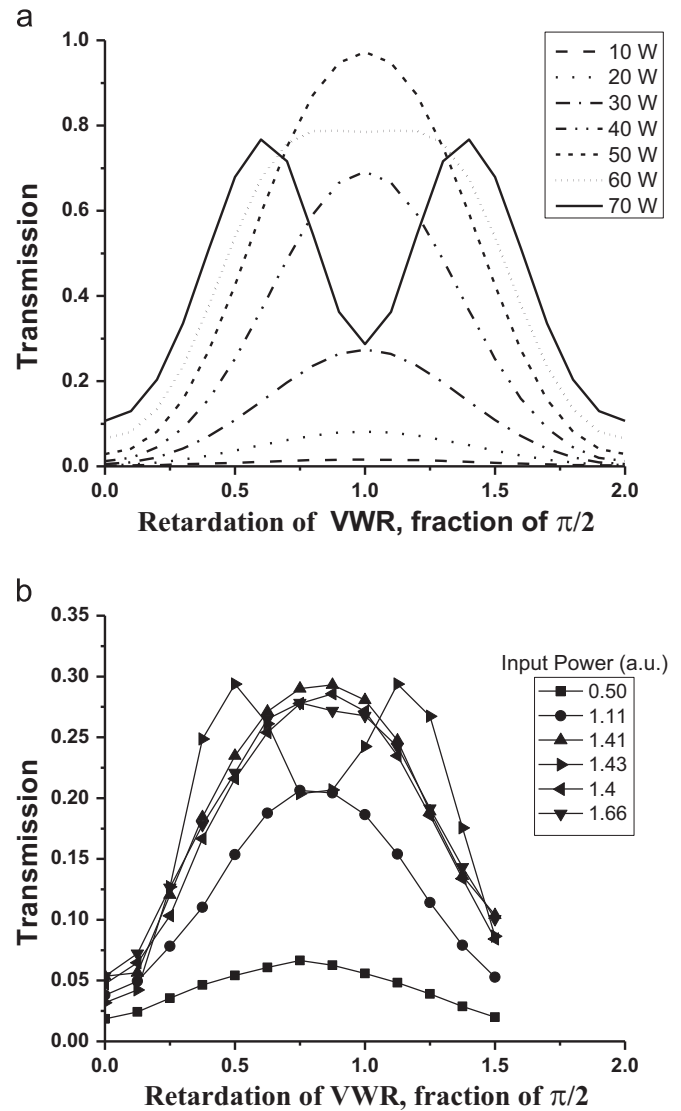 a
1.0
0.8
0.6
0.4
0.2
0.0
Transmission
0.0 0.5 1.0 1.5 2.0
Retardation of VWR, fraction of π/2
10 W
20 W
30 W
40 W
50 W
60 W
70 W
b
0.35
0.30
0.25
0.20
0.15
0.10
0.05
0.00
Transmission
0.0 0.5 1.0 1.5 2.0
Retardation of VWR, fraction of π/2
Input Power (a.u.)
0.50
1.11
1.41
1.43
1.4
1.66